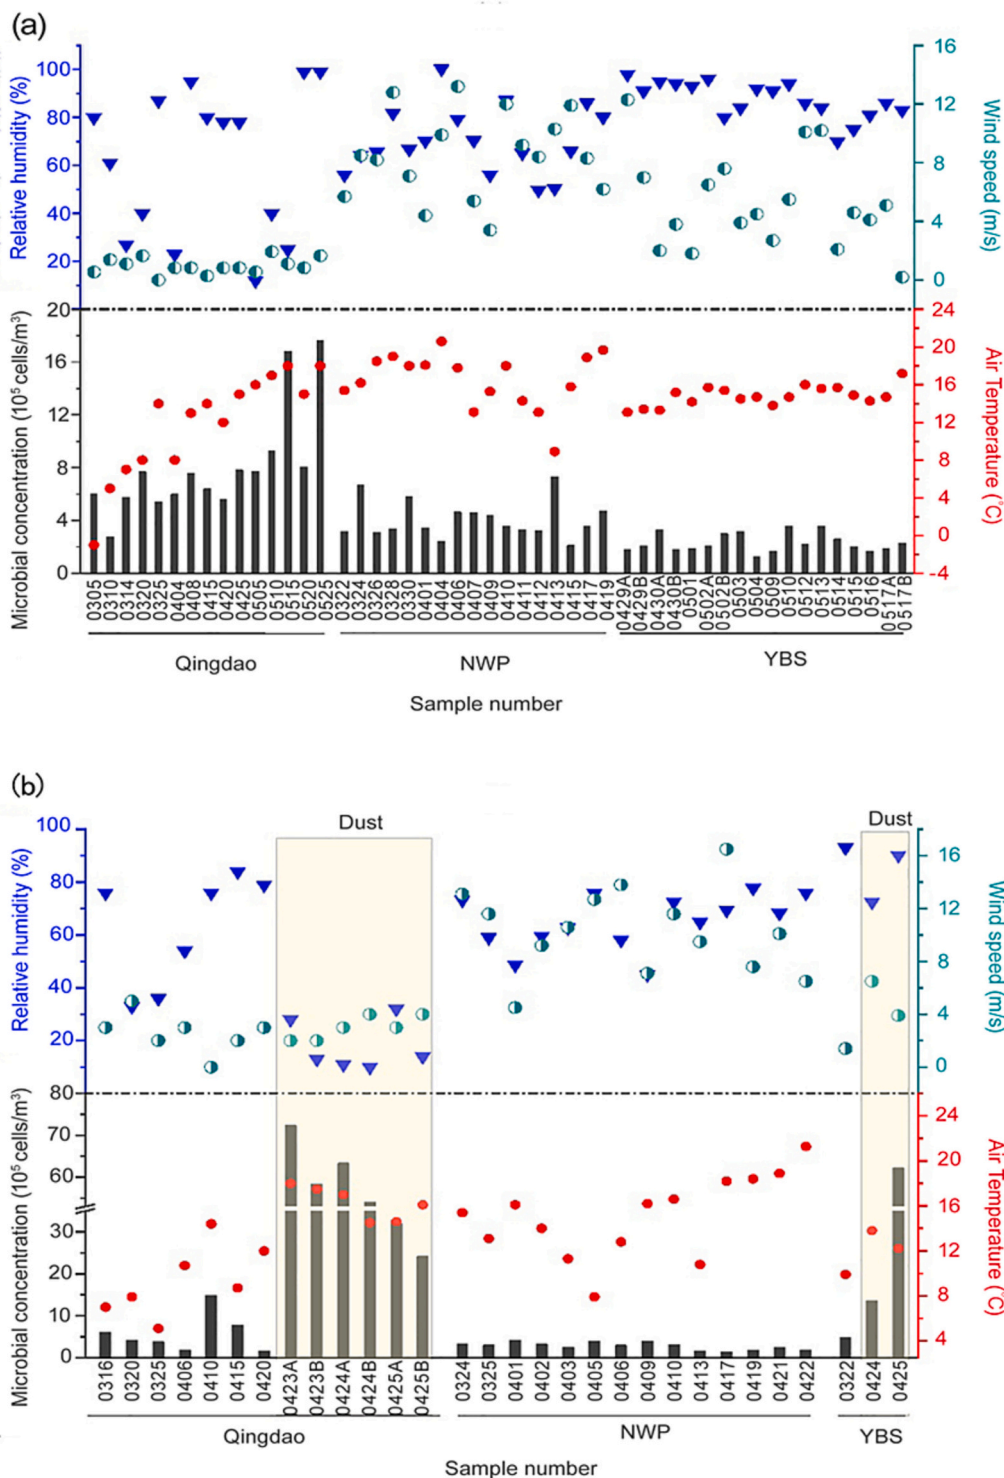 (a)
Relative humidity (%)
100
80
60
40
20
16
12
8
4
0
Wind speed (m/s)
Microbial concentration (10⁵ cells/m³)
20
16
12
8
4
0
24
20
16
12
8
4
0
-4
Air Temperature (°C)
0305 0310 0314 0320 0325 0404 0408 0415 0420 0425 0505 0510 0515 0520 0525 0322 0324 0326 0328 0330 0401 0404 0406 0407 0409 0410 0411 0412 0413 0415 0417 0419 0429A 0429B 0430A 0430B 0501 0502A 0502B 0503 0504 0509 0510 0512 0513 0514 0515 0516 0517A 0517B
Qingdao NWP YBS
Sample number
(b)
Dust Dust
Relative humidity (%)
100
80
60
40
20
16
12
8
4
0
Wind speed (m/s)
Microbial concentration (10⁵ cells/m³)
80
70
60
30
20
10
0
24
20
16
12
8
4
Air Temperature (°C)
0316 0320 0325 0406 0410 0415 0420 0423A 0423B 0424A 0424B 0425A 0425B 0324 0325 0401 0402 0403 0405 0406 0409 0410 0413 0417 0419 0421 0422 0322 0424 0425
Qingdao NWP YBS
Sample number